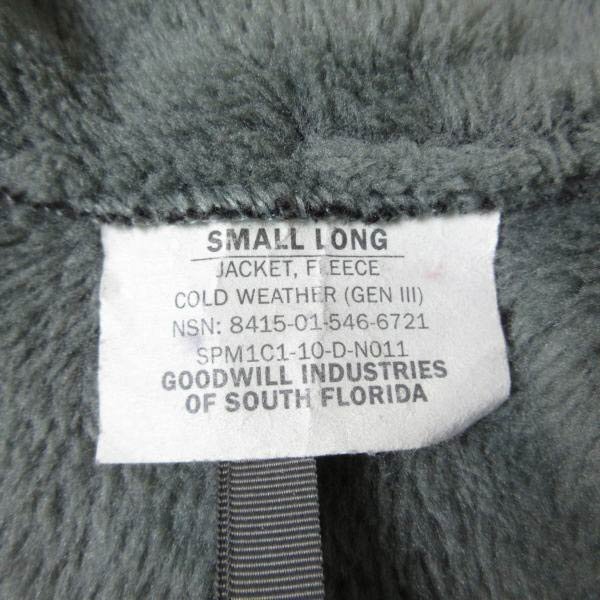 SMALL LONG
JACKET, FLEECE
COLD WEATHER (GEN III)
NSN: 8415-01-546-6721
SPM1C1-10-D-N011
GOODWILL INDUSTRIES
OF SOUTH FLORIDA